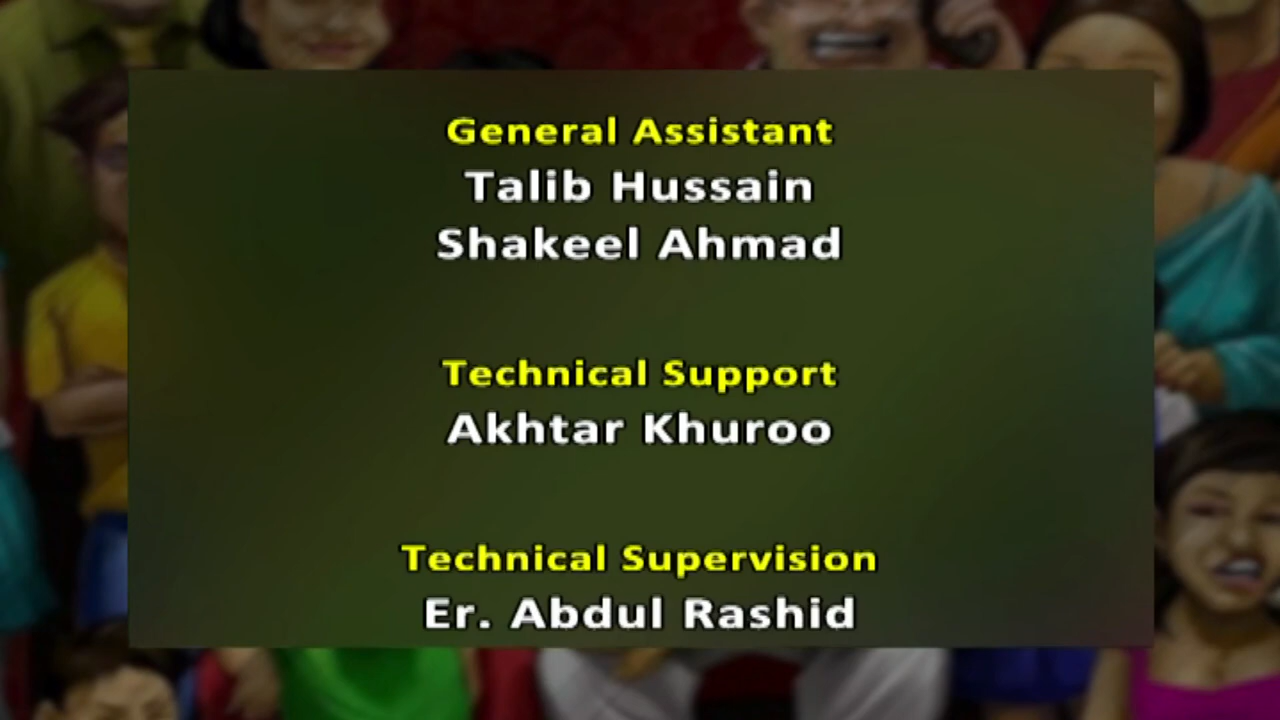 General Assistant
Talib Hussain
Shakeel Ahmad
Technical Support
Akhtar Khuroo
Technical Supervision
Er. Abdul Rashid